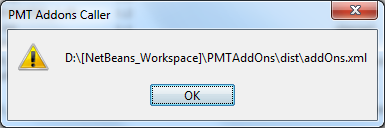 PMT Addons Caller
D:\[NetBeans_Workspace]\PMTAddOns\dist\addOns.xml
OK